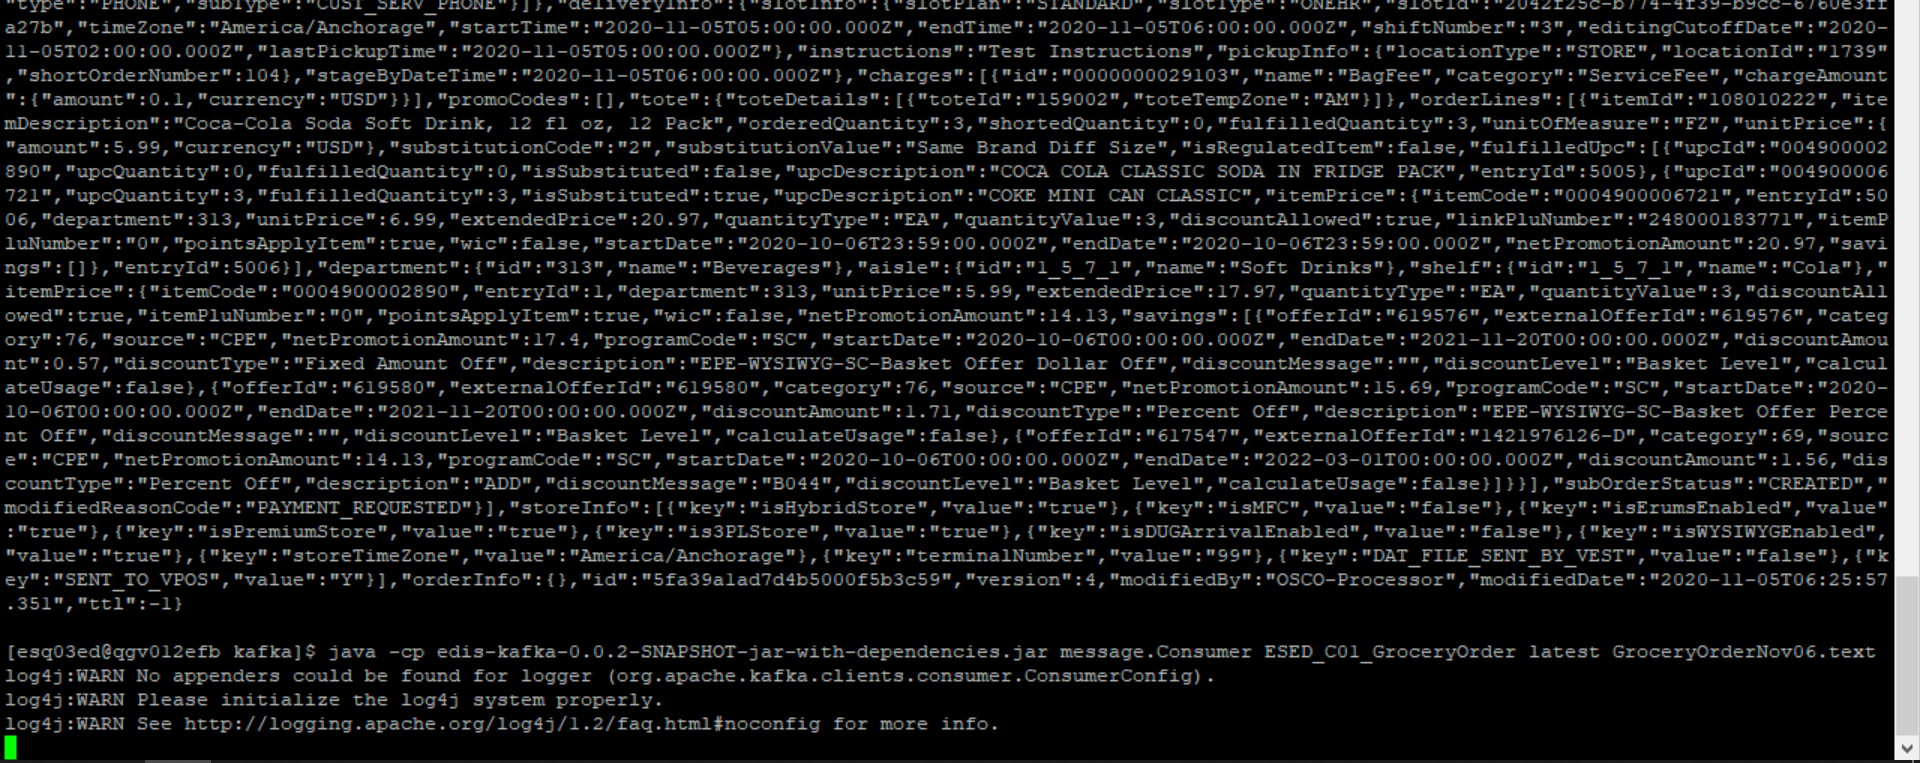 "type":"PHONE","subType":"CUST_SERV_PHONE"}]},"deliveryInfo":{"slotInfo":{"slotPlan":"STANDARD","slotType":"ONEHR","slotId":"2042f25c-b774-4f39-b9cc-6760e3ff
a27b","timeZone":"America/Anchorage","startTime":"2020-11-05T05:00:00.000Z","endTime":"2020-11-05T06:00:00.000Z","shiftNumber":"3","editingCutoffDate":"2020-
11-05T02:00:00.000Z","lastPickupTime":"2020-11-05T05:00:00.000Z"},"instructions":"Test Instructions","pickupInfo":{"locationType":"STORE","locationId":"1739"
,"shortOrderNumber":104},"stageByDateTime":"2020-11-05T06:00:00.000Z"},"charges":[{"id":"0000000029103","name":"BagFee","category":"ServiceFee","chargeAmount
":{"amount":0.1,"currency":"USD"}}],"promoCodes":[],"tote":{"toteDetails":[{"toteId":"159002","toteTempZone":"AM"}]},"orderLines":[{"itemId":"108010222","ite
mDescription":"Coca-Cola Soda Soft Drink, 12 fl oz, 12 Pack","orderedQuantity":3,"shortedQuantity":0,"fulfilledQuantity":3,"unitOfMeasure":"FZ","unitPrice":{
"amount":5.99,"currency":"USD"},"substitutionCode":"2","substitutionValue":"Same Brand Diff Size","isRegulatedItem":false,"fulfilledUpc":[{"upcId":"004900002
890","upcQuantity":0,"fulfilledQuantity":0,"isSubstituted":false,"upcDescription":"COCA COLA CLASSIC SODA IN FRIDGE PACK","entryId":5005},{"upcId":"004900006
721","upcQuantity":3,"fulfilledQuantity":3,"isSubstituted":true,"upcDescription":"COKE MINI CAN CLASSIC","itemPrice":{"itemCode":"0004900006721","entryId":50
06,"department":313,"unitPrice":6.99,"extendedPrice":20.97,"quantityType":"EA","quantityValue":3,"discountAllowed":true,"linkPluNumber":"248000183771","itemP
luNumber":"0","pointsApplyItem":true,"wic":false,"startDate":"2020-10-06T23:59:00.000Z","endDate":"2020-10-06T23:59:00.000Z","netPromotionAmount":20.97,"savi
ngs":[]},"entryId":5006}],"department":{"id":"313","name":"Beverages"},"aisle":{"id":"1_5_7_1","name":"Soft Drinks"},"shelf":{"id":"1_5_7_1","name":"Cola"},"
itemPrice":{"itemCode":"0004900002890","entryId":1,"department":313,"unitPrice":5.99,"extendedPrice":17.97,"quantityType":"EA","quantityValue":3,"discountAll
owed":true,"itemPluNumber":"0","pointsApplyItem":true,"wic":false,"netPromotionAmount":14.13,"savings":[{"offerId":"619576","externalOfferId":"619576","categ
ory":76,"source":"CPE","netPromotionAmount":17.4,"programCode":"SC","startDate":"2020-10-06T00:00:00.000Z","endDate":"2021-11-20T00:00:00.000Z","discountAmou
nt":0.57,"discountType":"Fixed Amount Off","description":"EPE-WYSIWYG-SC-Basket Offer Dollar Off","discountMessage":"","discountLevel":"Basket Level","calcul
ateUsage":false},{"offerId":"619580","externalOfferId":"619580","category":76,"source":"CPE","netPromotionAmount":15.69,"programCode":"SC","startDate":"2020-
10-06T00:00:00.000Z","endDate":"2021-11-20T00:00:00.000Z","discountAmount":1.71,"discountType":"Percent Off","description":"EPE-WYSIWYG-SC-Basket Offer Perce
nt Off","discountMessage":"","discountLevel":"Basket Level","calculateUsage":false},{"offerId":"617547","externalOfferId":"1421976126-D","category":69,"sourc
e":"CPE","netPromotionAmount":14.13,"programCode":"SC","startDate":"2020-10-06T00:00:00.000Z","endDate":"2022-03-01T00:00:00.000Z","discountAmount":1.56,"dis
countType":"Percent Off","description":"ADD","discountMessage":"B044","discountLevel":"Basket Level","calculateUsage":false}]}}],"subOrderStatus":"CREATED","
modifiedReasonCode":"PAYMENT_REQUESTED"}],"storeInfo":[{"key":"isHybridStore","value":"true"},{"key":"isMFC","value":"false"},{"key":"isErumsEnabled","value"
:"true"},{"key":"isPremiumStore","value":"true"},{"key":"is3PLStore","value":"true"},{"key":"isDUGArrivalEnabled","value":"false"},{"key":"isWYSIWYGEnabled",
"value":"true"},{"key":"storeTimeZone","value":"America/Anchorage"},{"key":"terminalNumber","value":"99"},{"key":"DAT_FILE_SENT_BY_VEST","value":"false"},{"k
ey":"SENT_TO_VPOS","value":"Y"}],"orderInfo":{},"id":"5fa39a1ad7d4b5000f5b3c59","version":4,"modifiedBy":"OSCO-Processor","modifiedDate":"2020-11-05T06:25:57
.351","ttl":-1}
[esq03ed@qgv012efb kafka]$ java -cp edis-kafka-0.0.2-SNAPSHOT-jar-with-dependencies.jar message.Consumer ESED_C01_GroceryOrder latest GroceryOrderNov06.text
log4j:WARN No appenders could be found for logger (org.apache.kafka.clients.consumer.ConsumerConfig).
log4j:WARN Please initialize the log4j system properly.
log4j:WARN See http://logging.apache.org/log4j/1.2/faq.html#noconfig for more info.